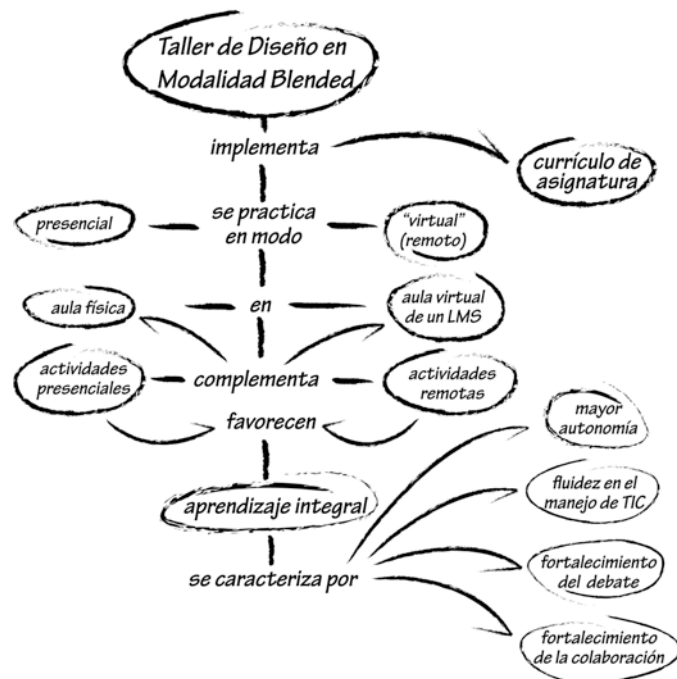 Taller de Diseño en
Modalidad Blended
implementa
currículo de
asignatura
presencial
se practica
en modo
"virtual"
(remoto)
aula física
en
aula virtual
de un LMS
actividades
presenciales
complementa
actividades
remotas
favorecen
mayor
autonomía
aprendizaje integral
fluidez en el
manejo de TIC
se caracteriza por
fortalecimiento
del debate
fortalecimiento
de la colaboración